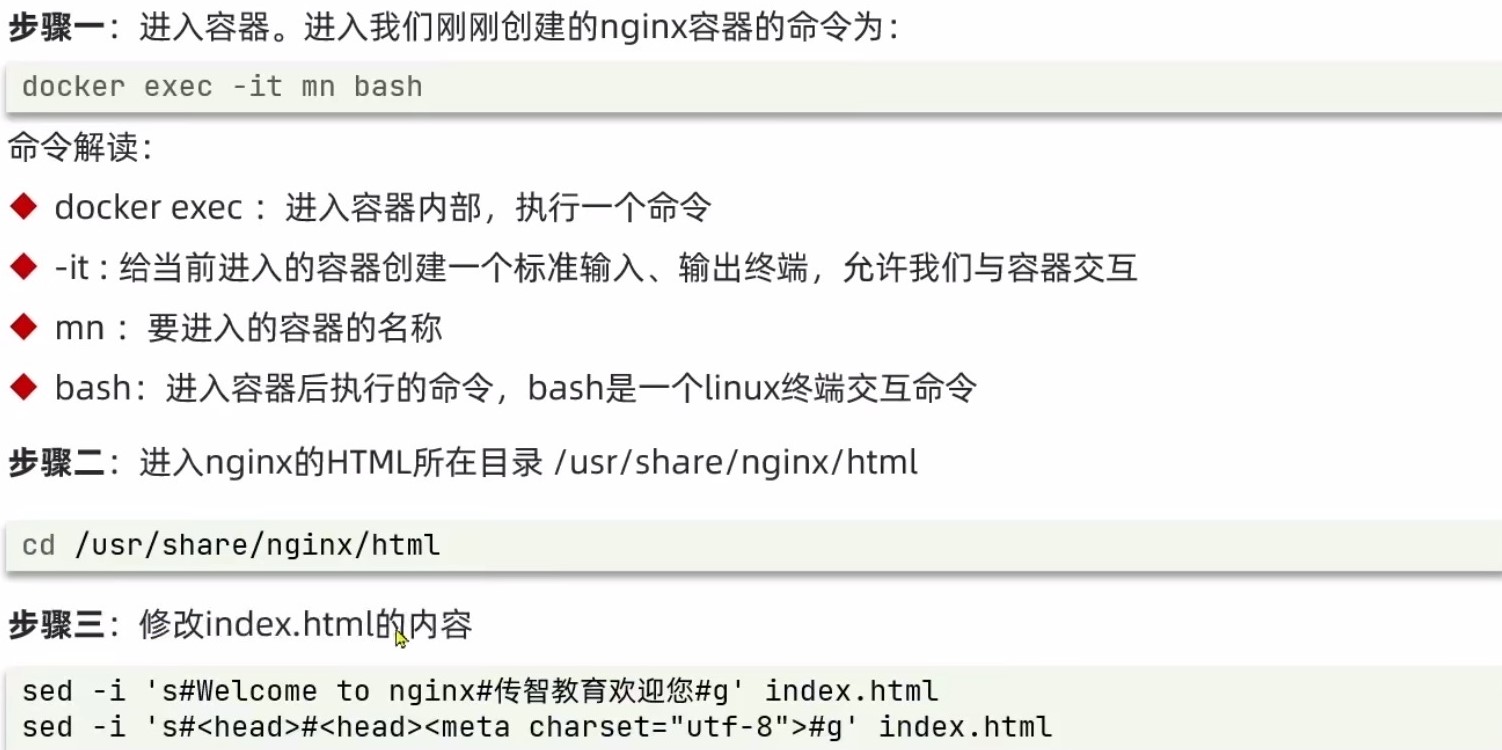 步骤一：进入容器。进入我们刚刚创建的nginx容器的命令为：
docker exec -it mn bash
命令解读：
docker exec ：进入容器内部，执行一个命令
-it : 给当前进入的容器创建一个标准输入、输出终端，允许我们与容器交互
mn ：要进入的容器的名称
bash：进入容器后执行的命令，bash是一个linux终端交互命令
步骤二：进入nginx的HTML所在目录 /usr/share/nginx/html
cd /usr/share/nginx/html
步骤三：修改index.html的内容
sed -i 's#Welcome to nginx#传智教育欢迎您#g' index.html
sed -i 's#<head>#<head><meta charset="utf-8">#g' index.html